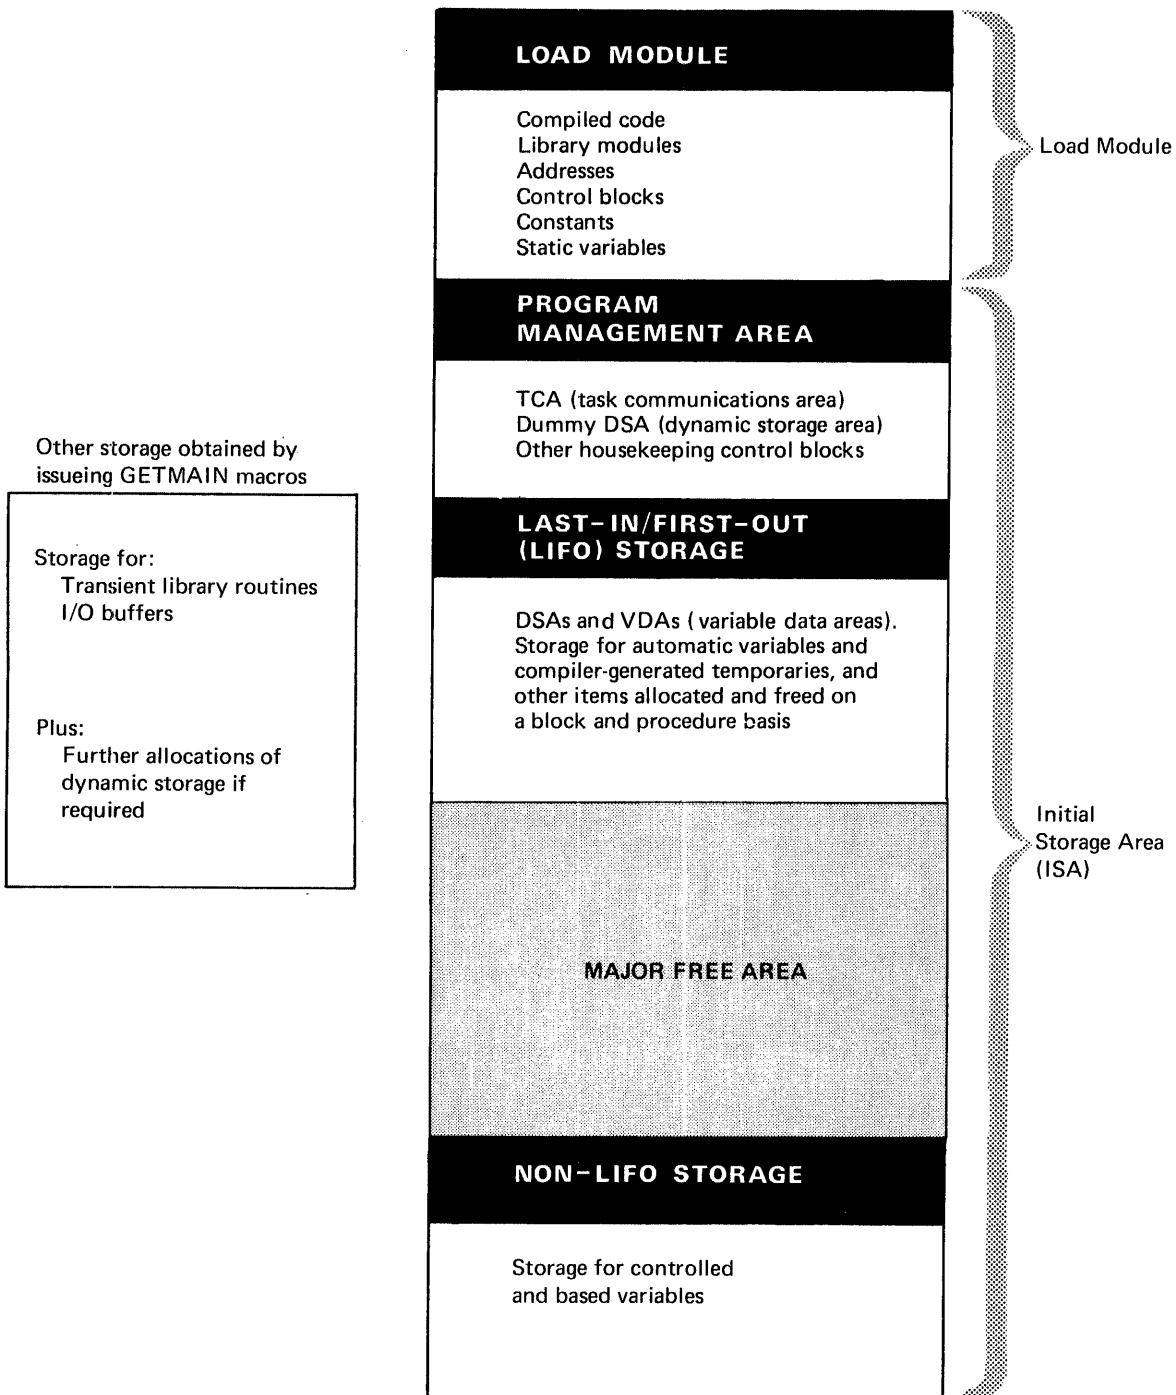 LOAD MODULE
Compiled code
Library modules
Addresses
Control blocks
Constants
Static variables
Load Module
PROGRAM
MANAGEMENT AREA
TCA (task communications area)
Dummy DSA (dynamic storage area)
Other housekeeping control blocks
Other storage obtained by
issueing GETMAIN macros
Storage for:
Transient library routines
I/O buffers
Plus:
Further allocations of
dynamic storage if
required
LAST-IN/FIRST-OUT
(LIFO) STORAGE
DSAs and VDAs (variable data areas).
Storage for automatic variables and
compiler-generated temporaries, and
other items allocated and freed on
a block and procedure basis
Initial
Storage Area
(ISA)
MAJOR FREE AREA
NON-LIFO STORAGE
Storage for controlled
and based variables